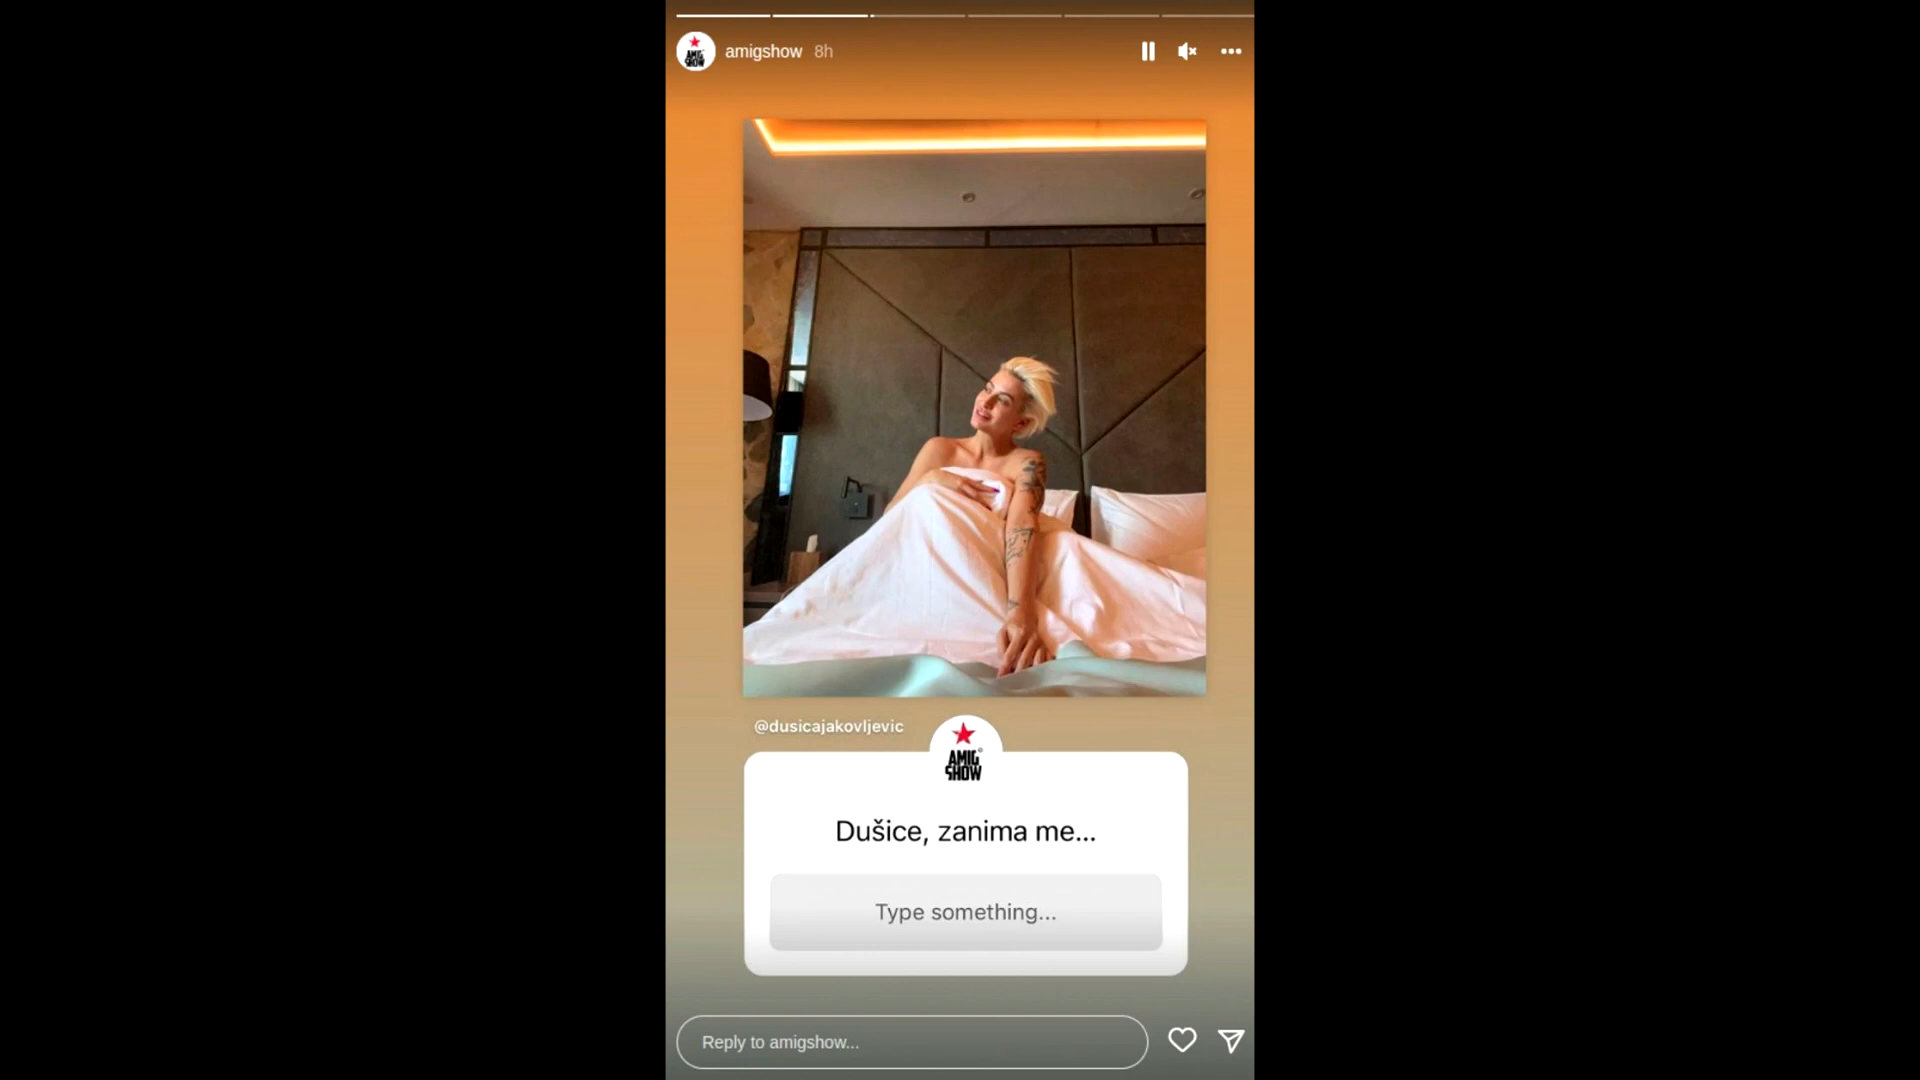 amigshow 8h
@dusicajakovljevic
AMIG
SHOW
Dušice, zanima me...
Type something...
Reply to amigshow...